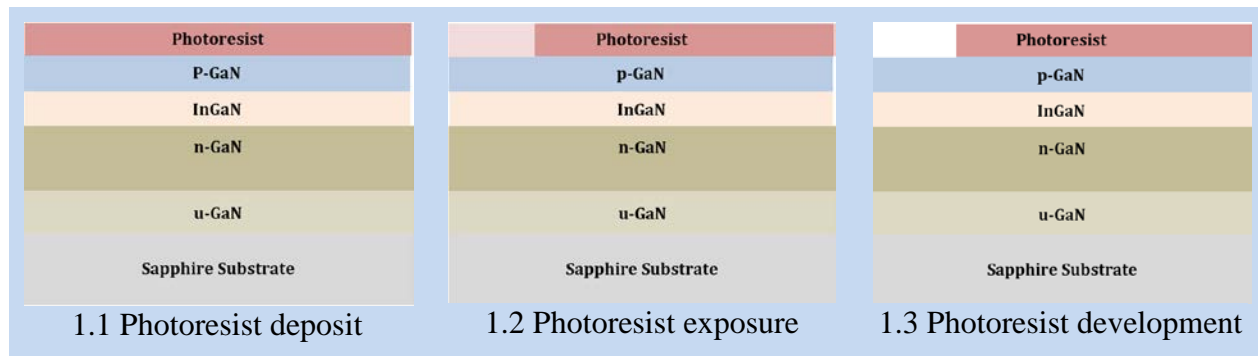 Photoresist
P-GaN
InGaN
n-GaN
u-GaN
Sapphire Substrate
1.1 Photoresist deposit
Photoresist
p-GaN
InGaN
n-GaN
u-GaN
Sapphire Substrate
1.2 Photoresist exposure
Photoresist
p-GaN
InGaN
n-GaN
u-GaN
Sapphire Substrate
1.3 Photoresist development